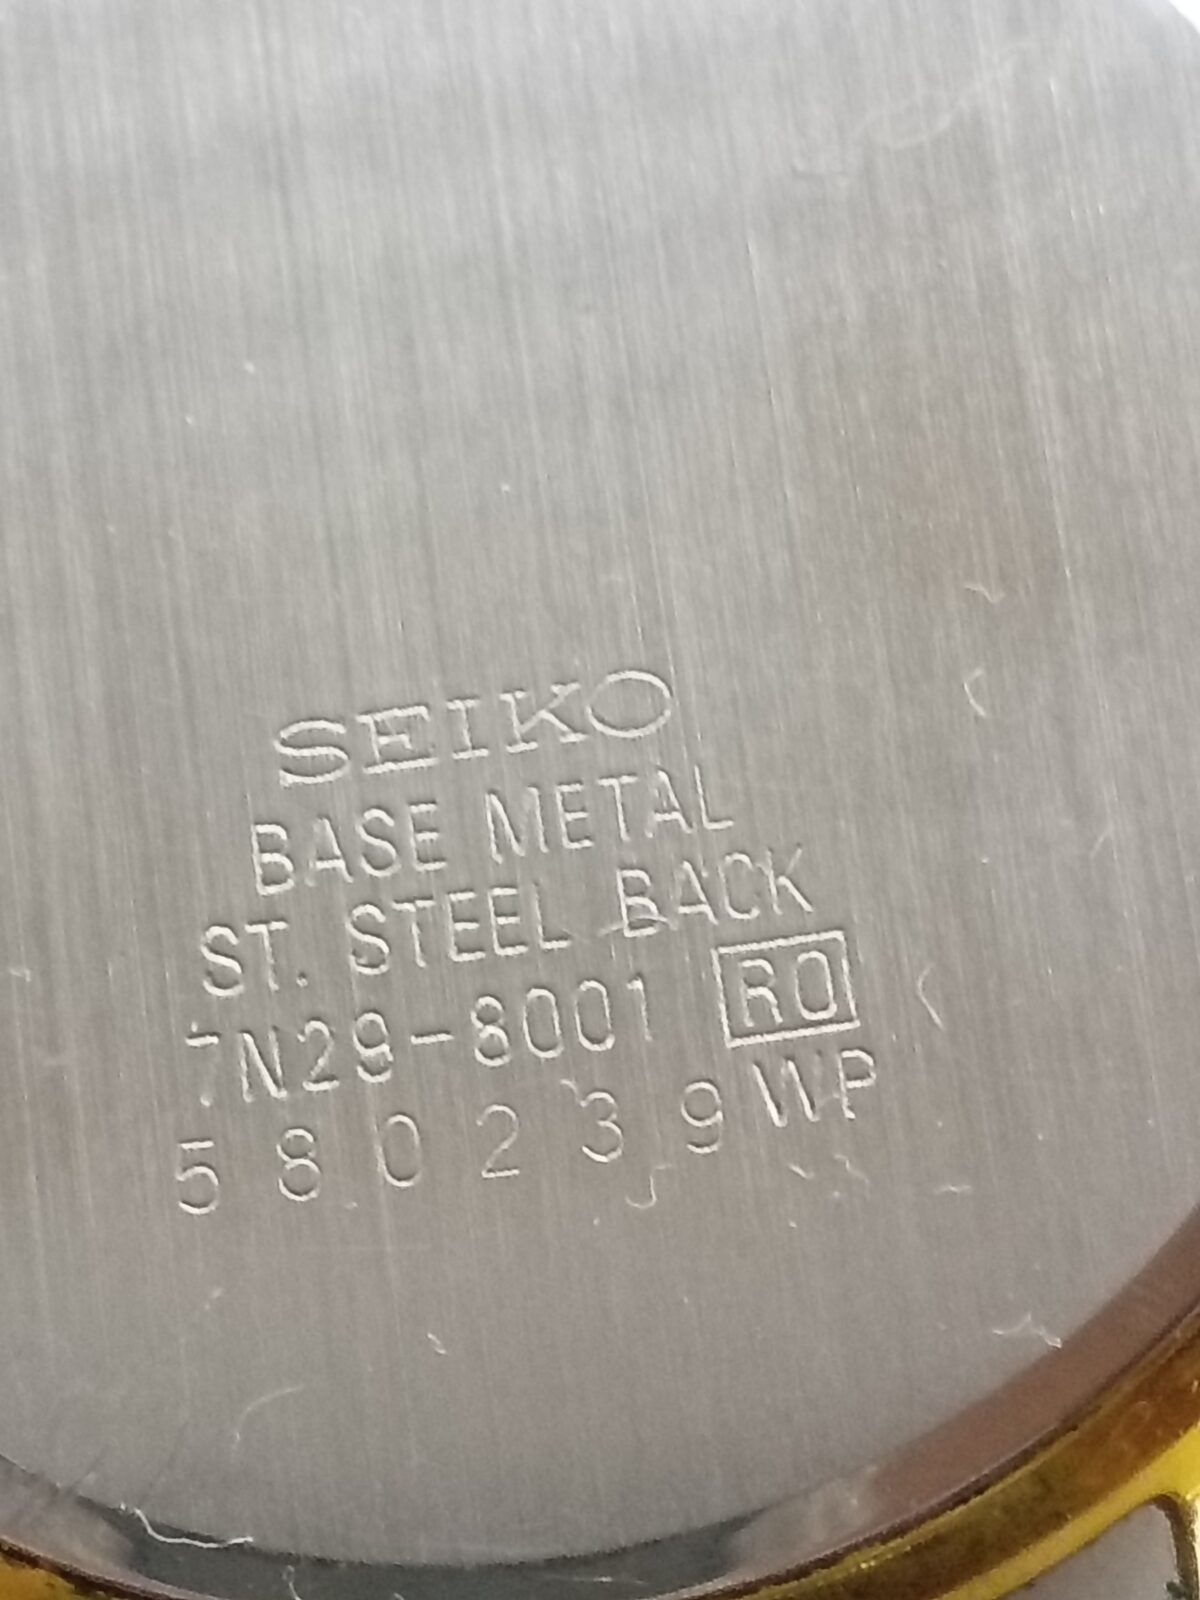 SEIKO
BASE METAL
ST. STEEL BACK
7N29-8001 RO
580239 WP